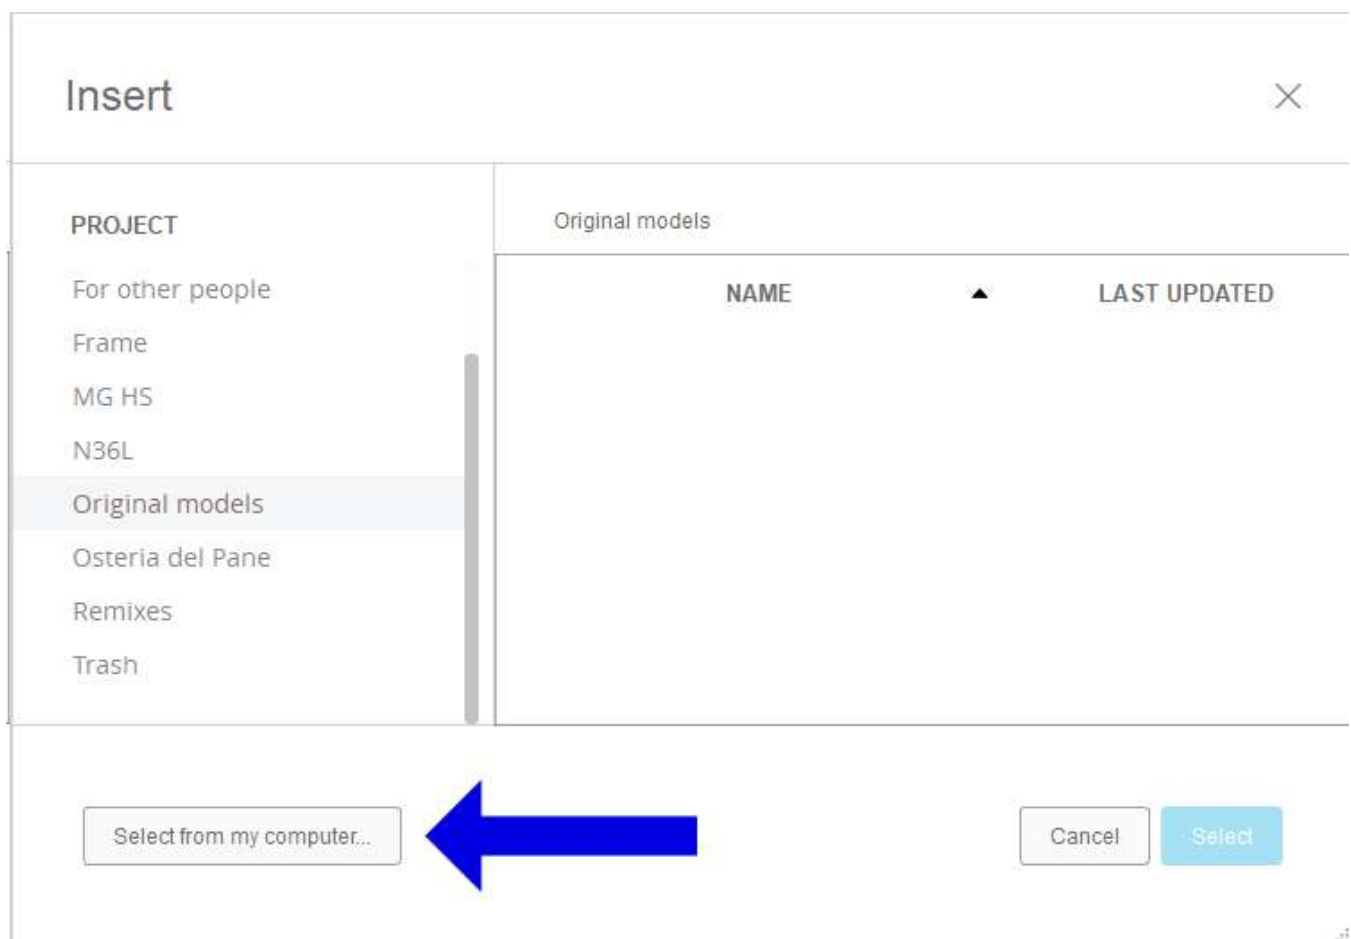 Insert
PROJECT
For other people
Frame
MG HS
N36L
Original models
Osteria del Pane
Remixes
Trash
Original models
NAME LAST UPDATED
Select from my computer...
Cancel Select